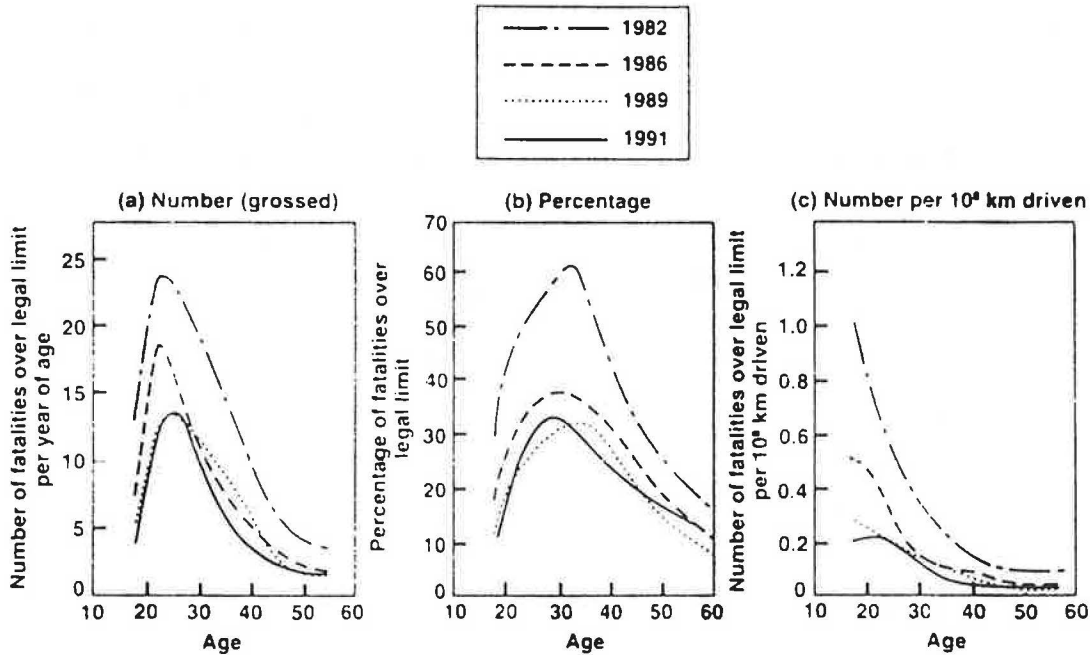 1982
1986
1989
1991
(a) Number (grossed)
Number of fatalities over legal limit
per year of age
25
20
15
10
5
0
10 20 30 40 50 60
Age
(b) Percentage
Percentage of fatalities over
legal limit
70
60
50
40
30
20
10
0
10 20 30 40 50 60
Age
(c) Number per 10⁸ km driven
Number of fatalities over legal limit
per 10⁸ km driven
1.2
1.0
0.8
0.6
0.4
0.2
0
10 20 30 40 50 60
Age